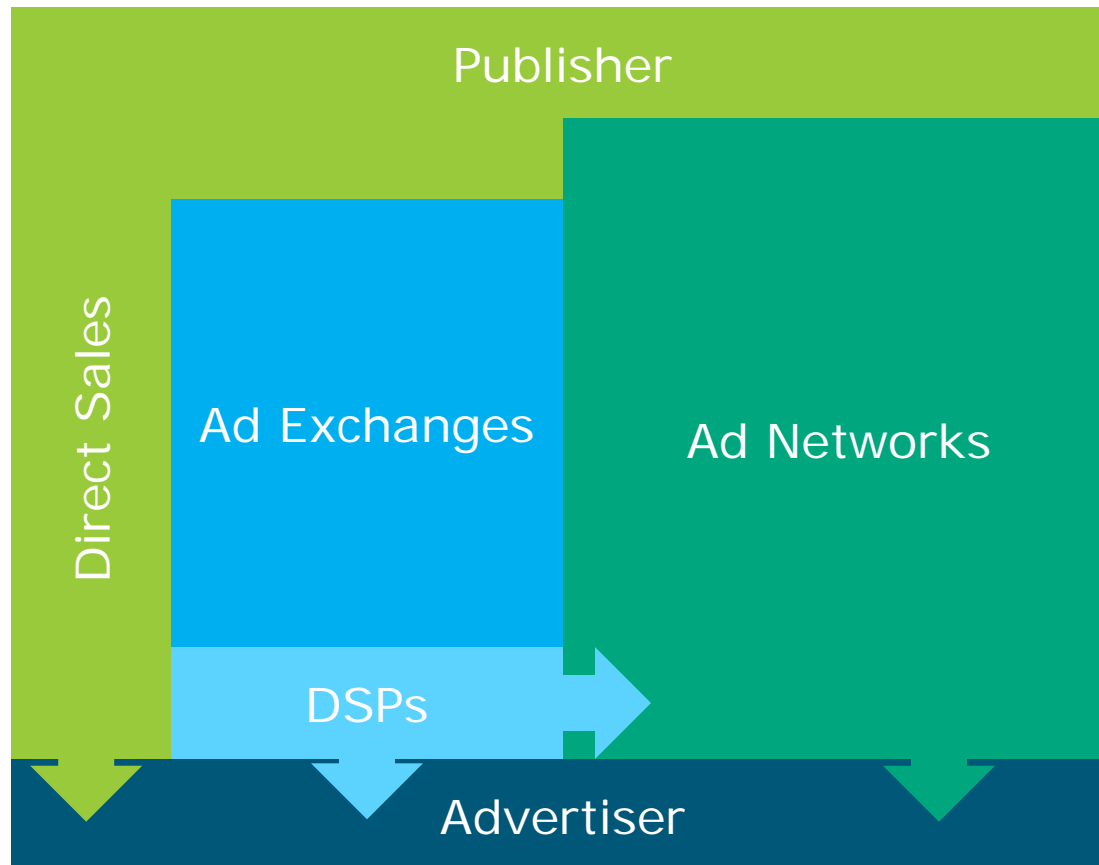 Publisher
Direct Sales
Ad Exchanges
Ad Networks
DSPs
Advertiser